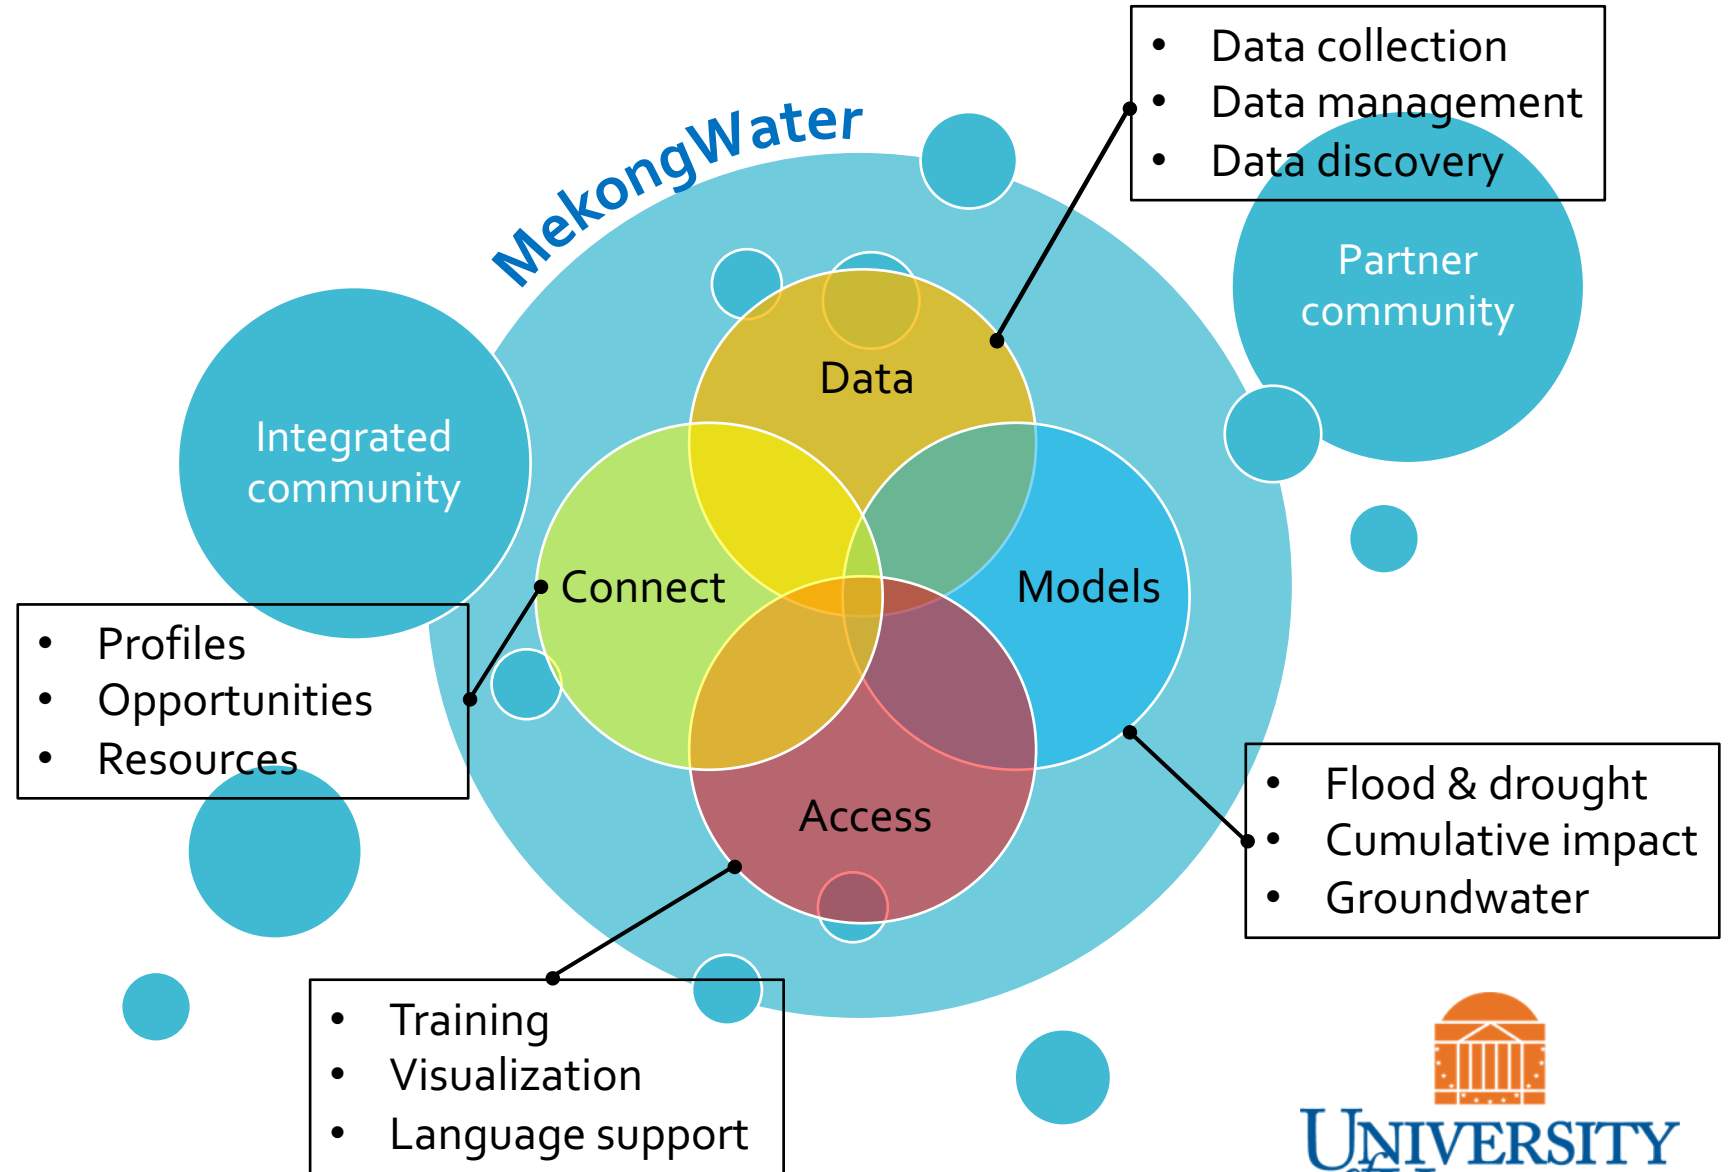 • Data collection
• Data management
• Data discovery
MekongWater
Partner
community
Data
Integrated
community
Connect
Models
• Profiles
• Opportunities
• Resources
• Flood & drought
• Cumulative impact
• Groundwater
Access
• Training
• Visualization
• Language support
UNIVERSITY